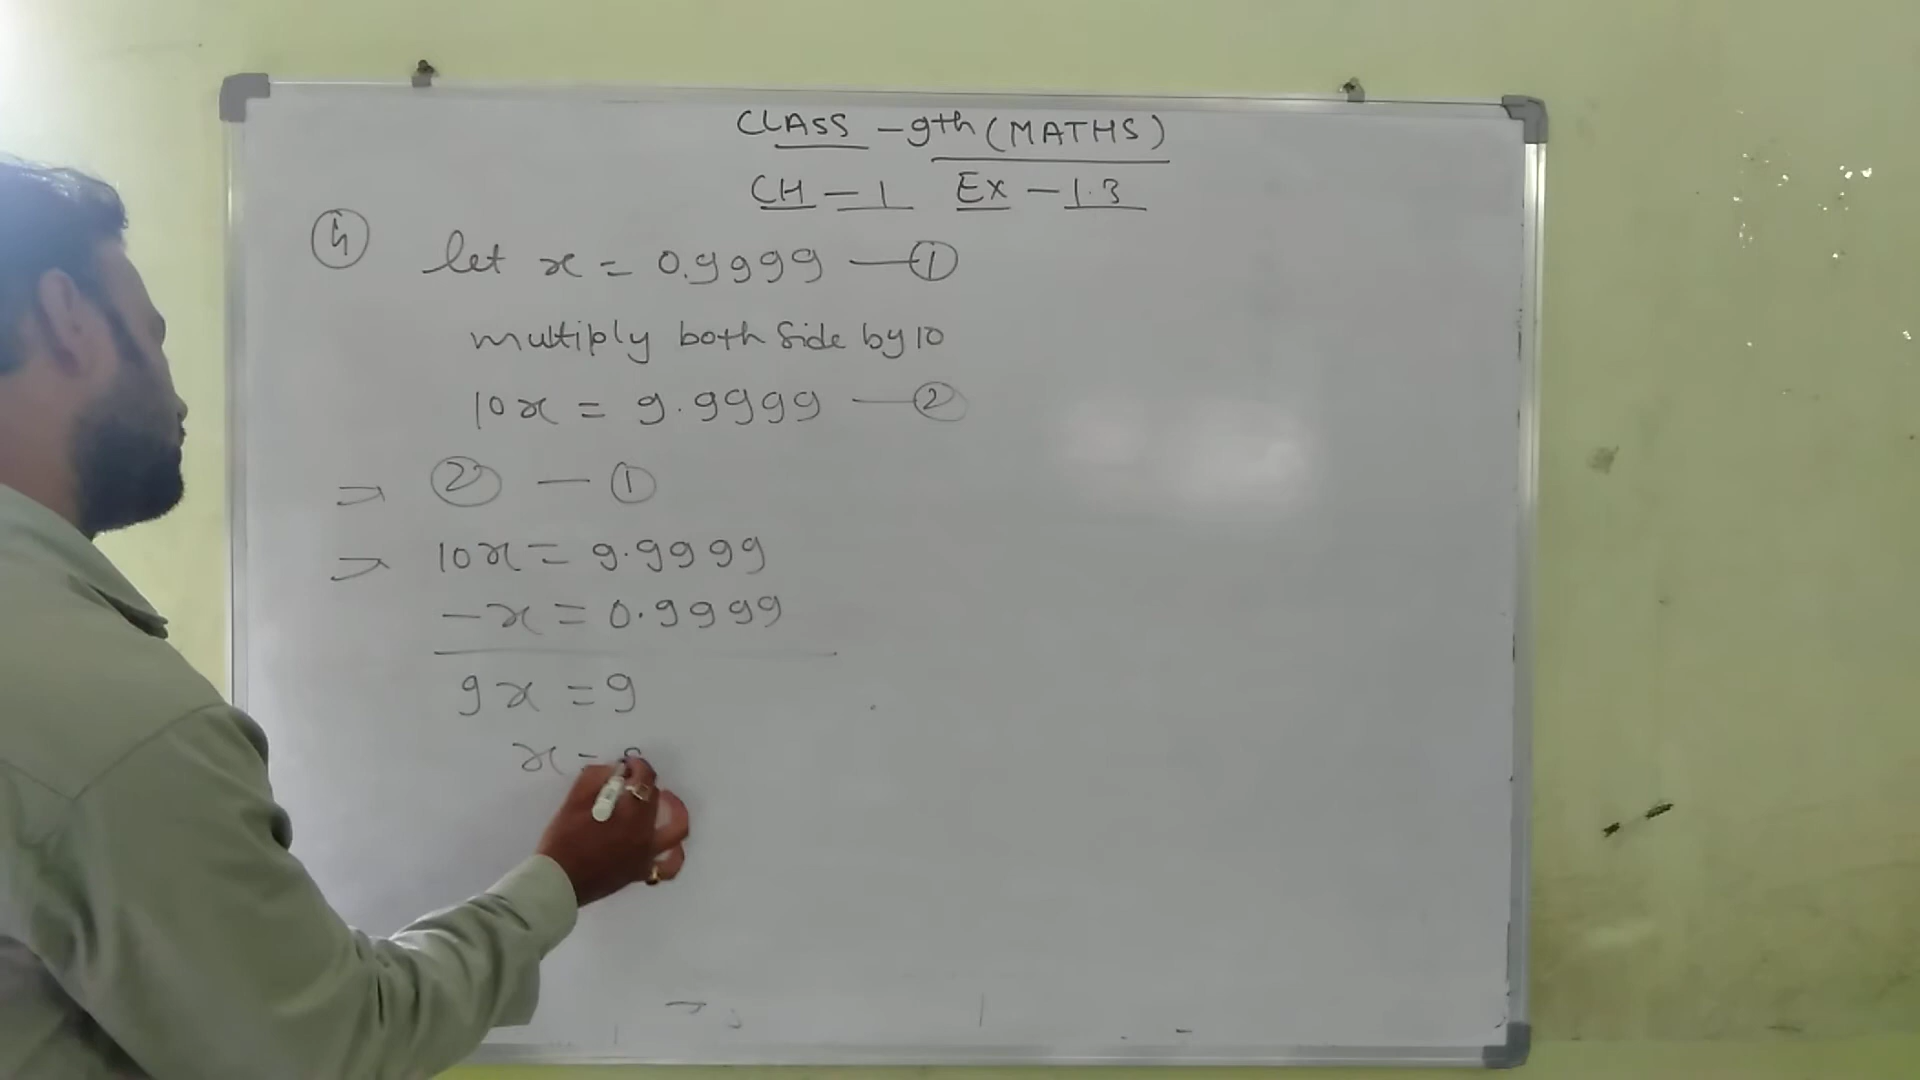 CLASS - 9th (MATHS)
CH - 1 EX - 1.3
④ let x = 0.9999 — ①
multiply both side by 10
10x = 9.9999 — ②
⇒ ② — ①
⇒ 10x = 9.9999
- x = 0.9999
9x = 9
x =